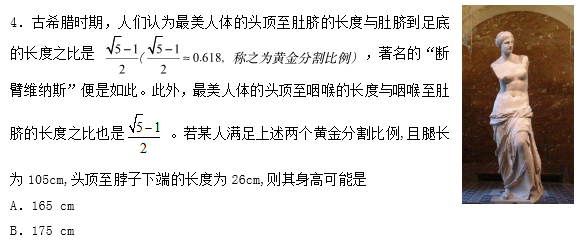 4．古希腊时期，人们认为最美人体的头顶至肚脐的长度与肚脐到足底
的长度之比是 (√5-1)/2 ((√5-1)/2≈0.618，称之为黄金分割比例)，著名的“断
臂维纳斯”便是如此。此外，最美人体的头顶至咽喉的长度与咽喉至肚
脐的长度之比也是 (√5-1)/2 。若某人满足上述两个黄金分割比例,且腿长
为 105cm,头顶至脖子下端的长度为 26cm,则其身高可能是
A．165 cm
B．175 cm